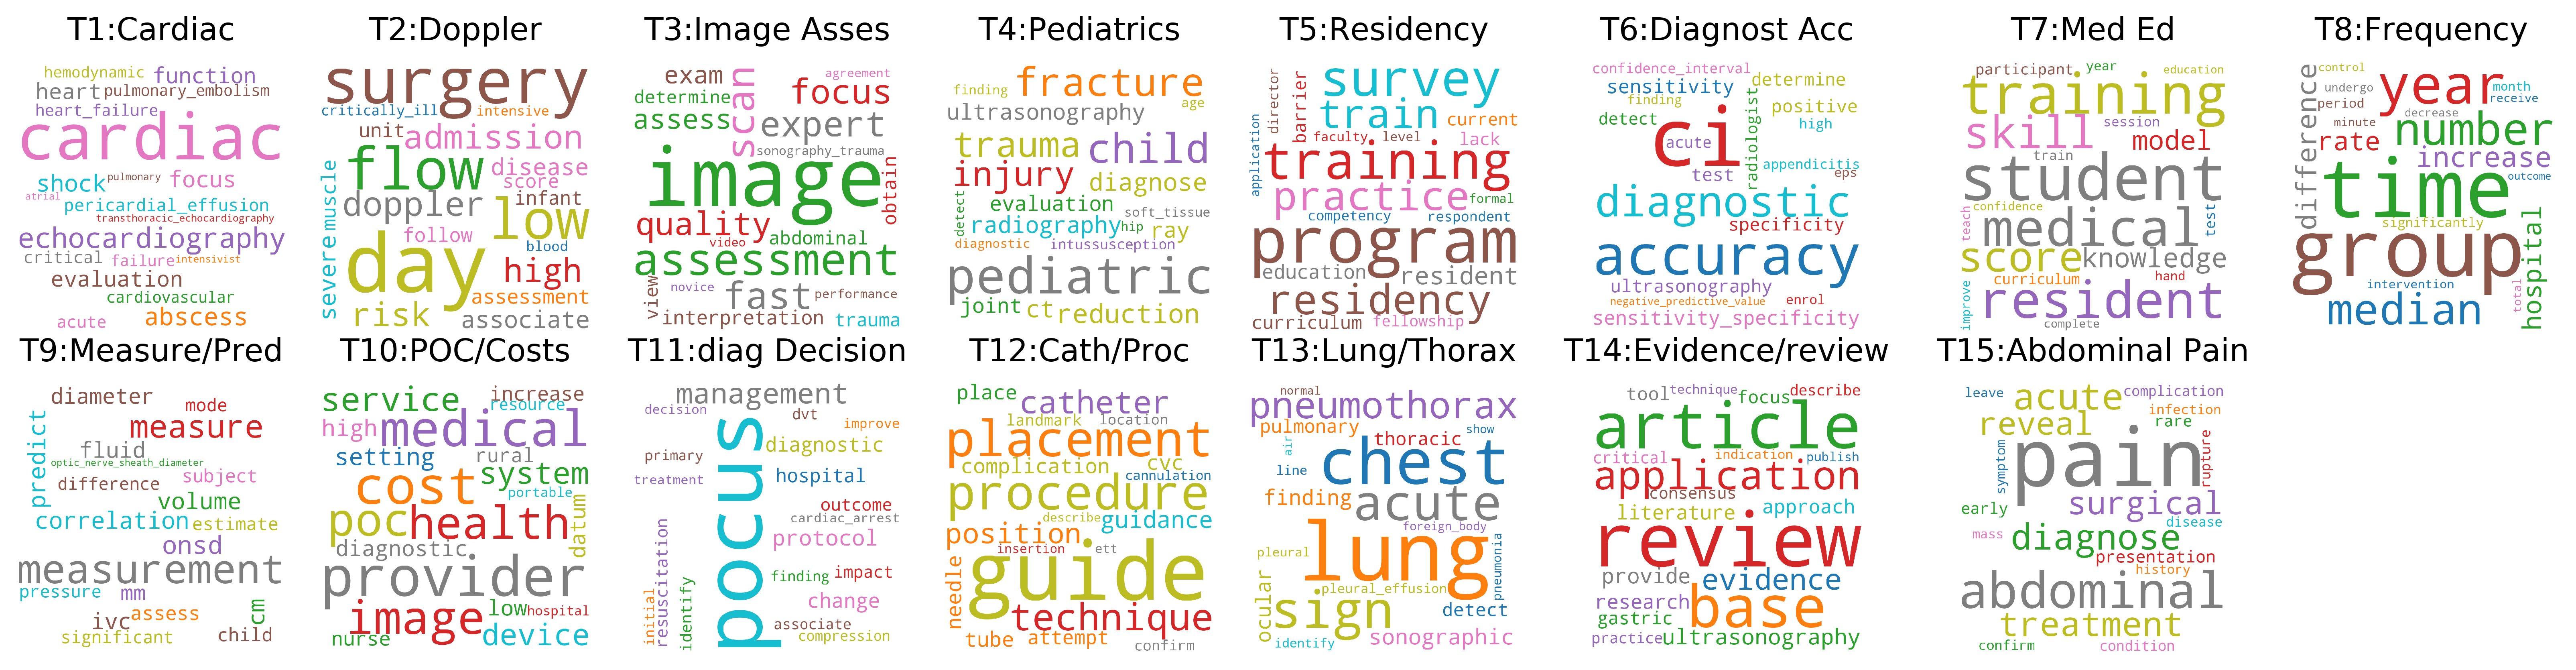 T1:Cardiac
hemodynamic function
heart pulmonary_embolism
heart_failure
cardiac
shock pulmonary focus
atrial
pericardial_effusion
transthoracic_echocardiography
echocardiography
critical failure intensivist
evaluation
cardiovascular
acute abscess
T2:Doppler
surgery
critically_ill intensive
unit admission
flow disease
score
doppler infant
low
follow blood
day high
severe muscle
assessment
risk associate
T3:Image Asses
exam scan agreement
determine focus
assess expert
sonography_trauma
image obtain
quality
video abdominal
assessment
view novice fast performance
interpretation trauma
T4:Pediatrics
finding fracture
age
ultrasonography
trauma child
injury diagnose
detect evaluation
soft_tissue
radiography hip ray
diagnostic intussusception
pediatric
joint ct reduction
T5:Residency
director barrier survey
train current
application faculty level lack
training
practice formal
competency respondent
program
education resident
residency
curriculum fellowship
T6:Diagnost Acc
confidence_interval
sensitivity determine
finding positive
detect ci high
acute radiologist
appendicitis
test eps
diagnostic
specificity
accuracy
ultrasonography
negative_predictive_value enrol
sensitivity_specificity
T7:Med Ed
participant year education
training
skill session
model
train
student
confidence
teach medical test
score knowledge
hand
curriculum
improve resident
complete
T8:Frequency
control
difference year month
undergo receive
period decrease
minute number
rate increase
time outcome
significantly
group hospital
intervention
total
median
T9:Measure/Pred
diameter
mode
predict measure
fluid
optic_nerve_sheath_diameter
subject
difference
volume
correlation estimate
onsd
measurement
pressure mm
assess cm
ivc
significant child
T10:POC/Costs
increase
service resource
high medical
setting rural
cost system
portable
poc health datum
diagnostic
provider
image low hospital
nurse device
T11:diag Decision
management
decision dvt
improve
diagnostic
primary
hospital
treatment
pocus
outcome
cardiac_arrest
protocol
finding impact
change
initial resuscitation identify
associate
compression
T12:Cath/Proc
place catheter
landmark location
placement
complication cvc
cannulation
procedure
describe guidance
position
insertion ett
needle guide
technique
tube attempt
confirm
T13:Lung/Thorax
normal
pneumothorax
pulmonary show
air thoracic
line chest
finding acute
foreign_body
pleural lung pneumonia
pleural_effusion
ocular sign detect
identify sonographic
T14:Evidence/review
tool technique focus describe
article
critical indication publish
application
consensus
literature approach
review
provide evidence
research
gastric base
practice ultrasonography
T15:Abdominal Pain
leave acute complication
reveal infection
rare
symptom pain rupture
surgical
early disease
mass diagnose
presentation
history
abdominal
treatment
confirm condition